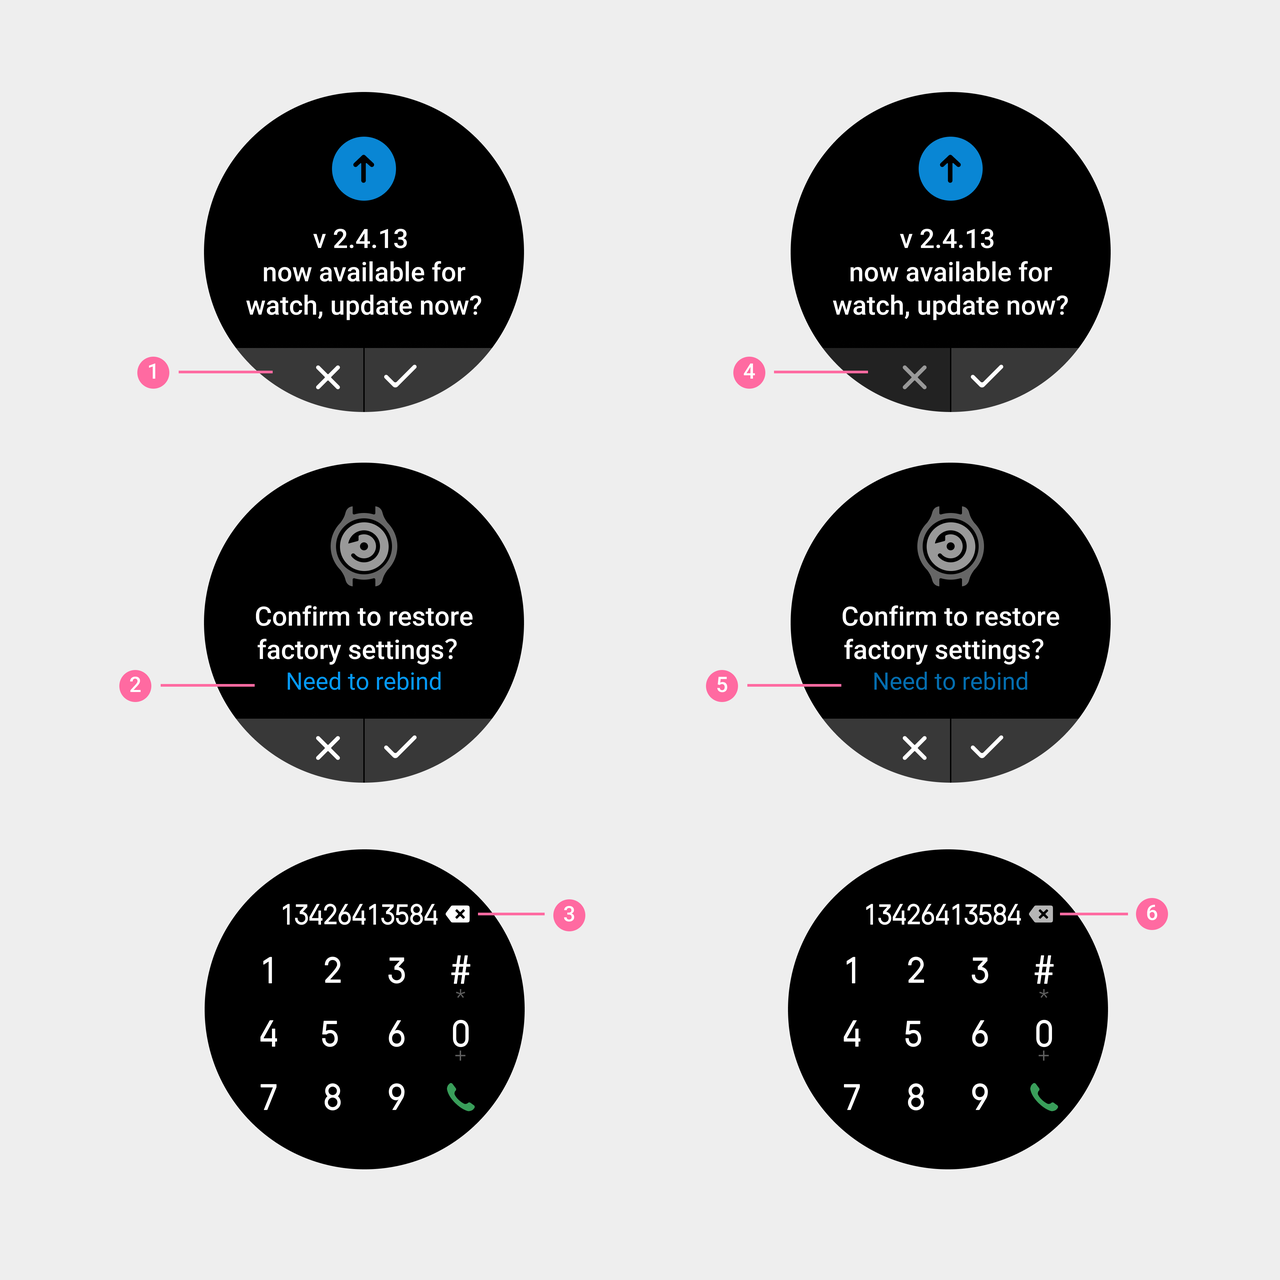 v 2.4.13
now available for
watch, update now?
1
v 2.4.13
now available for
watch, update now?
4
Confirm to restore
factory settings?
Need to rebind
2
Confirm to restore
factory settings?
Need to rebind
5
13426413584
3
1 2 3 #
*
4 5 6 0
+
7 8 9
13426413584
6
1 2 3 #
*
4 5 6 0
+
7 8 9